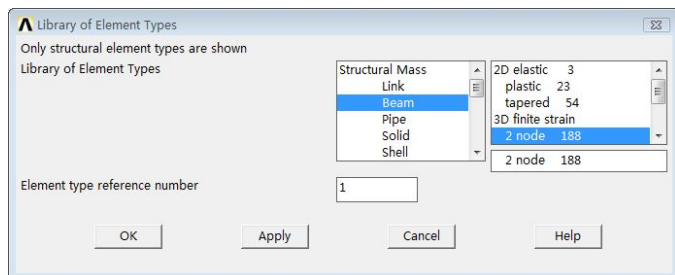 Library of Element Types
Only structural element types are shown
Library of Element Types
Structural Mass
Link
Beam
Pipe
Solid
Shell
2D elastic 3
plastic 23
tapered 54
3D finite strain
2 node 188
2 node 188
Element type reference number
1
OK
Apply
Cancel
Help